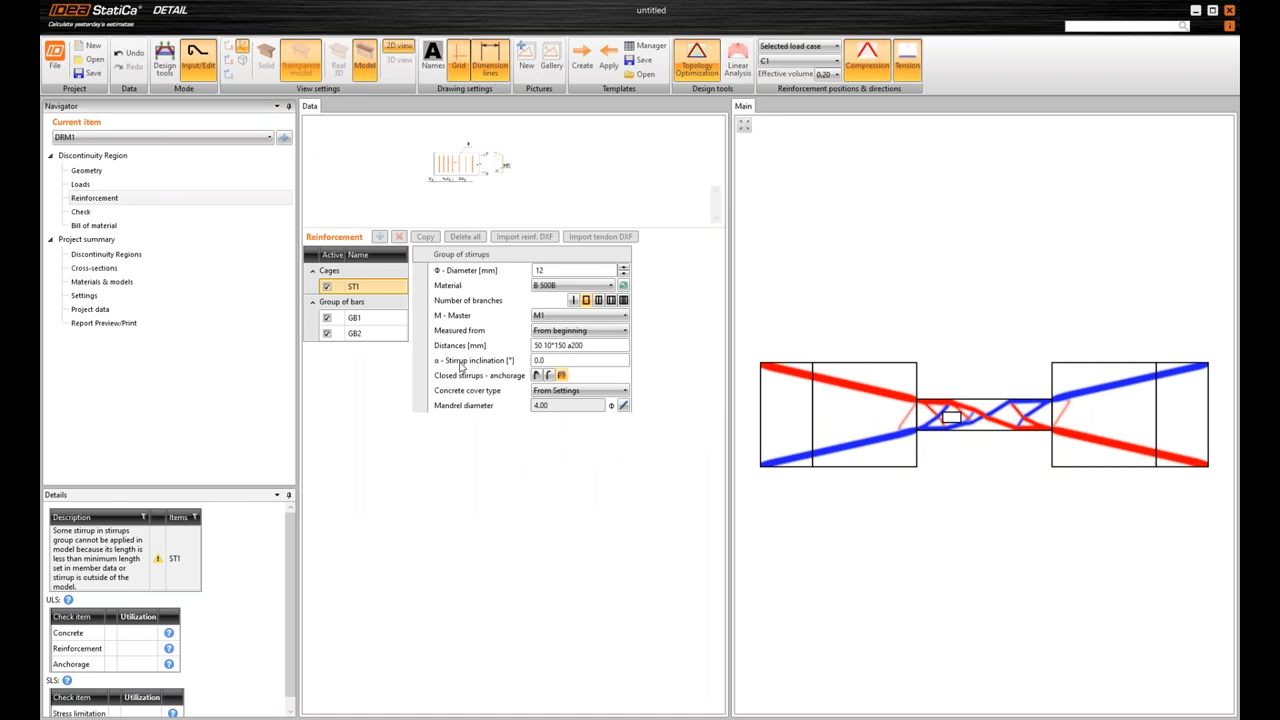 IDEA StatiCa® DETAIL
Calculate yesterday's estimates
untitled
File
New
Open
Save
Project
Undo
Redo
Data
Design tools
Input/Edit
Mode
Solid
Transparent model
Real 3D
Model
2D view
3D view
View settings
Names
Grid
Dimension lines
Drawing settings
New
Gallery
Pictures
Create
Apply
Manager
Save
Open
Templates
Topology Optimization
Linear Analysis
Design tools
Selected load case
C1
Effective volume 0.20
Compression
Tension
Reinforcement positions & directions
Navigator
Current item
DRM1
Discontinuity Region
Geometry
Loads
Reinforcement
Check
Bill of material
Project summary
Discontinuity Regions
Cross-sections
Materials & models
Settings
Project data
Report Preview/Print
Details
Description Items
Some stirrup in stirrups
group cannot be applied in
model because its length is
less than minimum length
set in member data or
stirrup is outside of the
model.
ST1
ULS:
Check item Utilization
Concrete
Reinforcement
Anchorage
SLS:
Check item Utilization
Stress limitation
Data
Reinforcement Copy Delete all Import reinf. DXF Import tendon DXF
Active Name
Cages
ST1
Group of bars
GB1
GB2
Group of stirrups
Φ - Diameter [mm] 12
Material B 500B
Number of branches
M - Master M1
Measured from From beginning
Distances [mm] 50 10*150 a200
α - Stirrup inclination [°] 0.0
Closed stirrups - anchorage
Concrete cover type From Settings
Mandrel diameter 4.00 Φ
Main